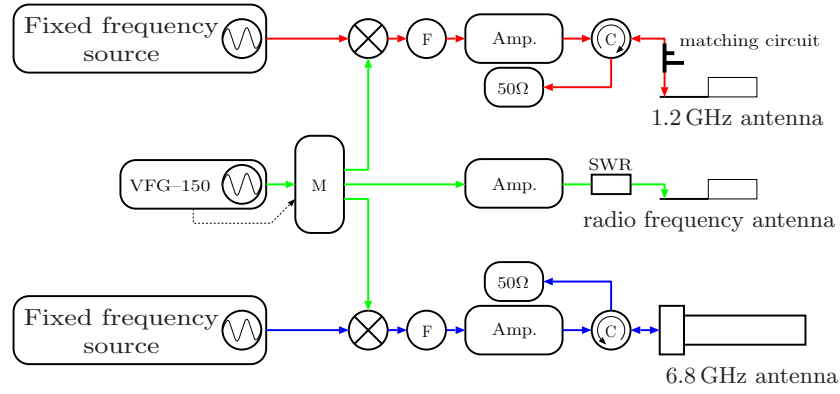 Fixed frequency
source
F
Amp.
C
matching circuit
50Ω
1.2 GHz antenna
VFG–150
M
Amp.
SWR
radio frequency antenna
50Ω
Fixed frequency
source
F
Amp.
C
6.8 GHz antenna